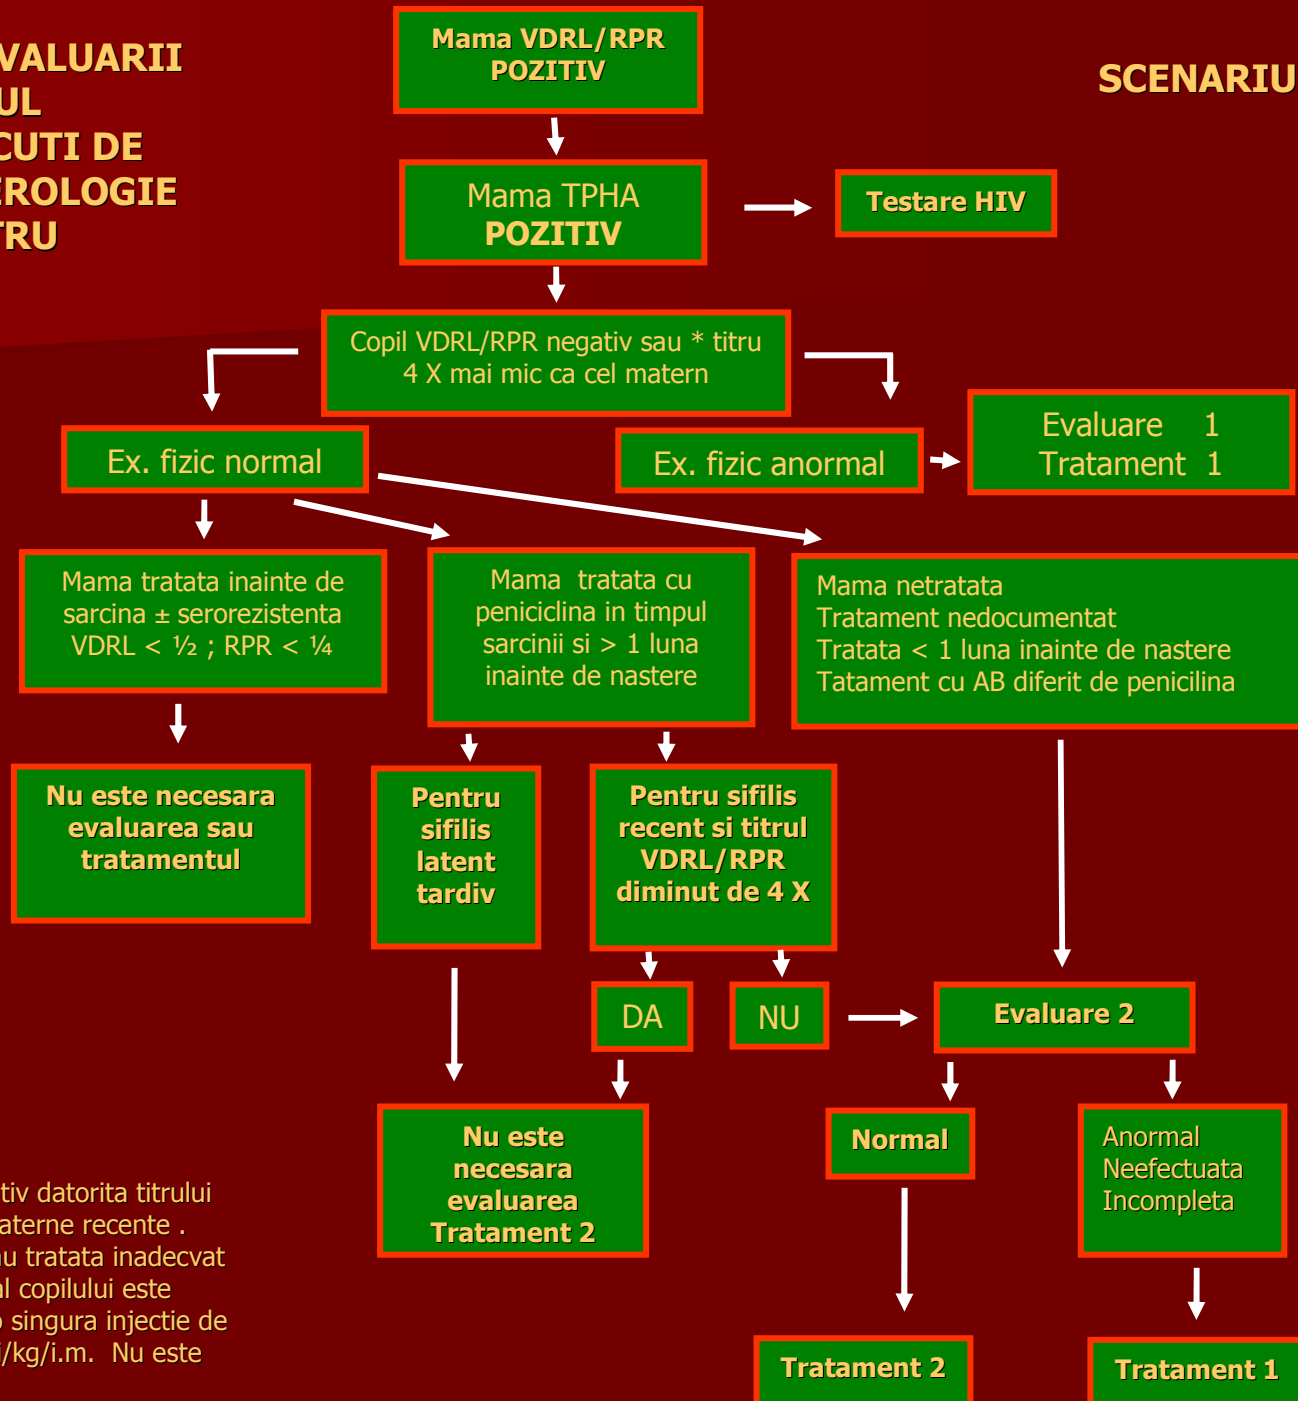 VALUARII
UL
CUTI DE
EROLOGIE
TRU
SCENARIU
Mama VDRL/RPR
POZITIV
Mama TPHA
POZITIV
Testare HIV
Copil VDRL/RPR negativ sau * titru
4 X mai mic ca cel matern
Ex. fizic normal
Ex. fizic anormal
Evaluare 1
Tratament 1
Mama tratata inainte de
sarcina ± serorezistenta
VDRL < ½ ; RPR < ¼
Mama tratata cu
peniciclina in timpul
sarcinii si > 1 luna
inainte de nastere
Mama netratata
Tratament nedocumentat
Tratata < 1 luna inainte de nastere
Tatament cu AB diferit de penicilina
Nu este necesara
evaluarea sau
tratamentul
Pentru
sifilis
latent
tardiv
Pentru sifilis
recent si titrul
VDRL/RPR
diminut de 4 X
DA
NU
Evaluare 2
Nu este
necesara
evaluarea
Tratament 2
Normal
Anormal
Neefectuata
Incompleta
Tratament 2
Tratament 1
tiv datorita titrului
aterne recente .
au tratata inadecvat
al copilului este
o singura injectie de
i/kg/i.m. Nu este